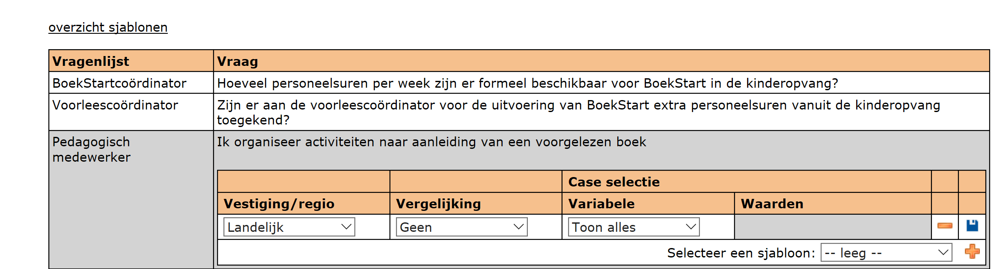 overzicht sjablonen
Vragenlijst Vraag
BoekStartcoördinator Hoeveel personeelsuren per week zijn er formeel beschikbaar voor BoekStart in de kinderopvang?
Voorleescoördinator Zijn er aan de voorleescoördinator voor de uitvoering van BoekStart extra personeelsuren vanuit de kinderopvang
toegekend?
Pedagogisch Ik organiseer activiteiten naar aanleiding van een voorgelezen boek
medewerker
Case selectie
Vestiging/regio Vergelijking Variabele Waarden
Landelijk Geen Toon alles
Selecteer een sjabloon: -- leeg --